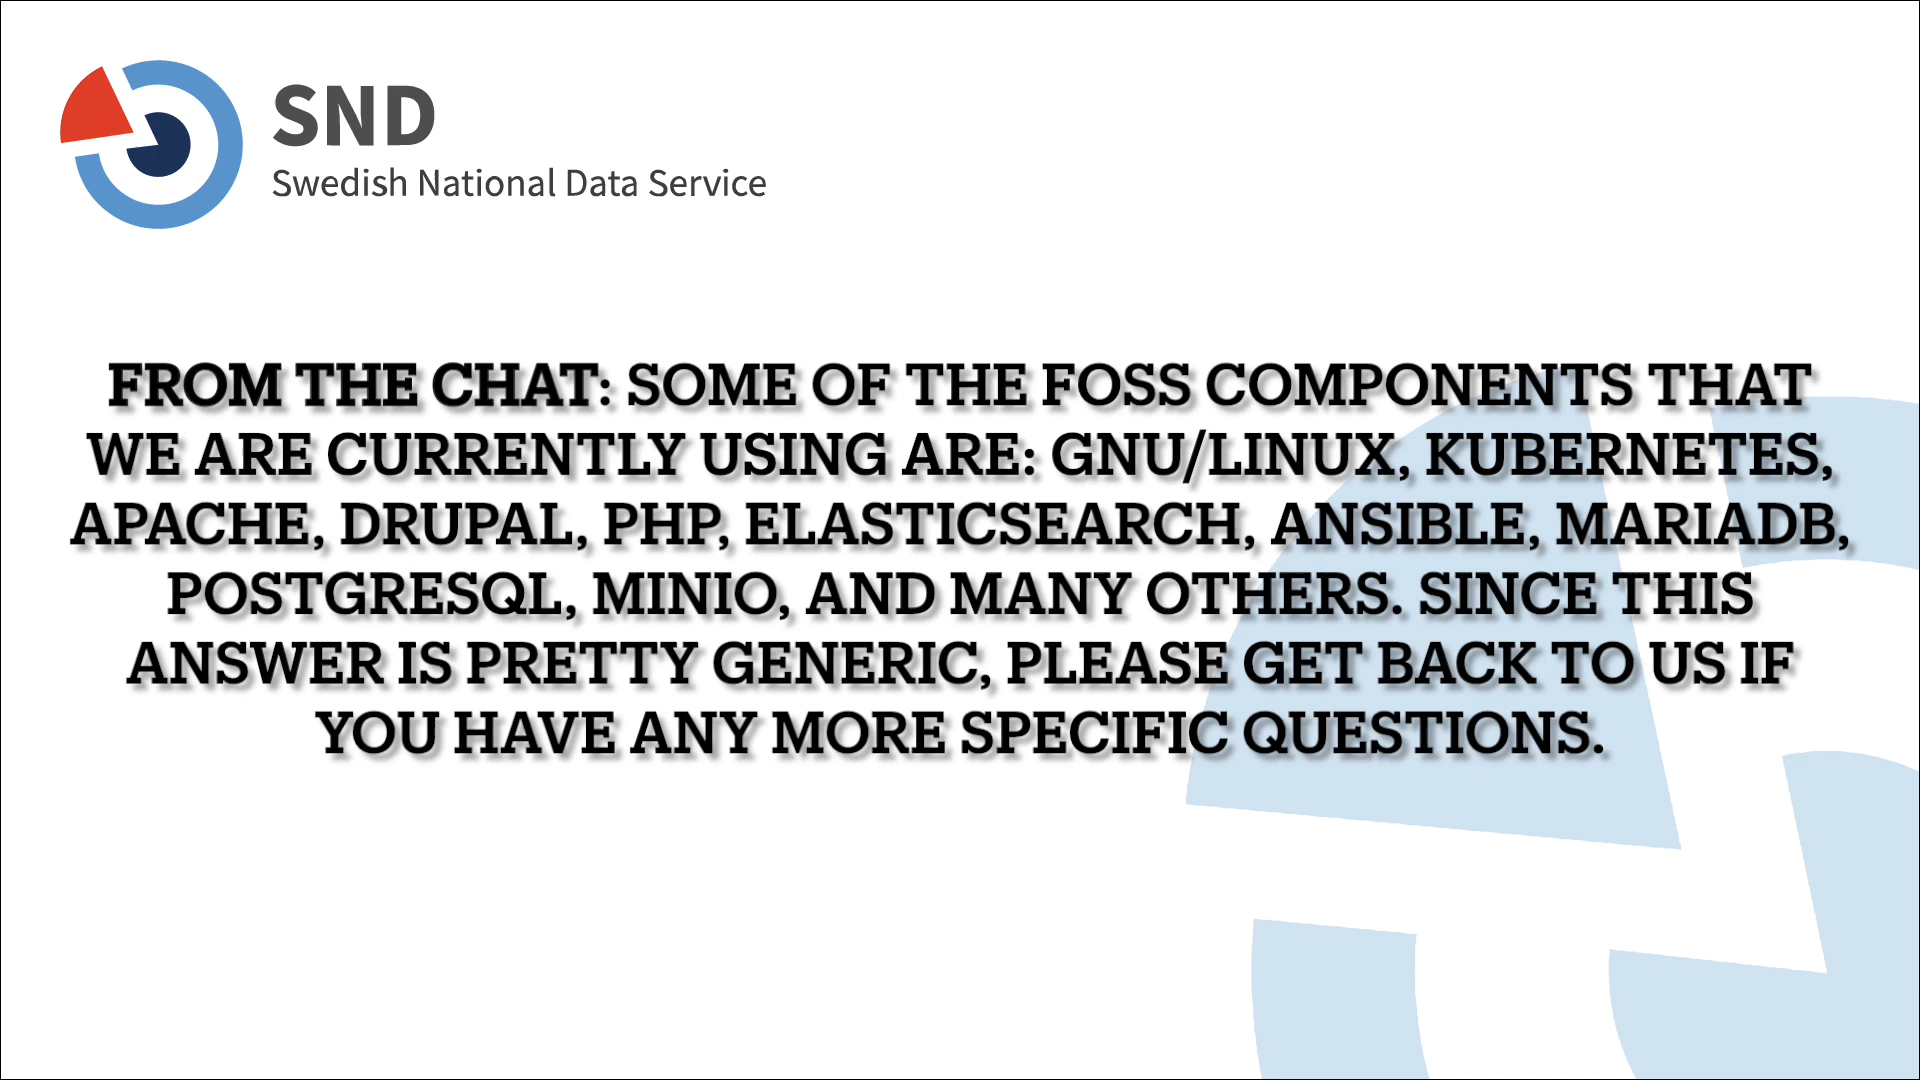 SND
Swedish National Data Service
FROM THE CHAT: SOME OF THE FOSS COMPONENTS THAT
WE ARE CURRENTLY USING ARE: GNU/LINUX, KUBERNETES,
APACHE, DRUPAL, PHP, ELASTICSEARCH, ANSIBLE, MARIADB,
POSTGRESQL, MINIO, AND MANY OTHERS. SINCE THIS
ANSWER IS PRETTY GENERIC, PLEASE GET BACK TO US IF
YOU HAVE ANY MORE SPECIFIC QUESTIONS.